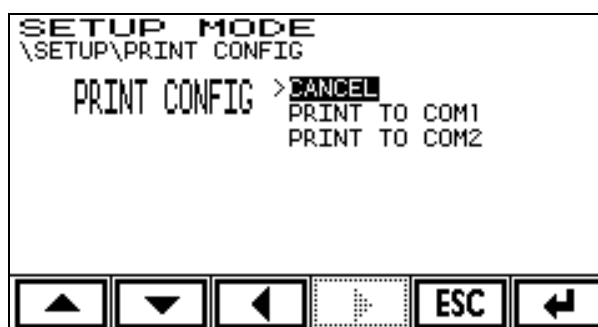 SETUP MODE
\SETUP\PRINT CONFIG
PRINT CONFIG >CANCEL
PRINT TO COM1
PRINT TO COM2
ESC